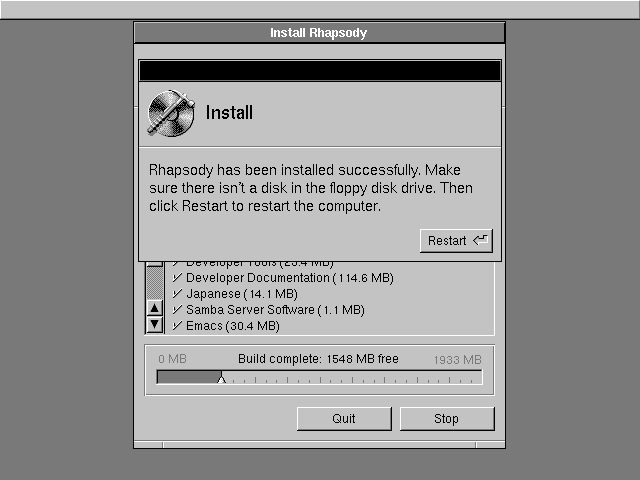 Install Rhapsody
Install
Rhapsody has been installed successfully. Make
sure there isn't a disk in the floppy disk drive. Then
click Restart to restart the computer.
Restart
Developer Tools (23.4 MB)
Developer Documentation (114.6 MB)
Japanese (14.1 MB)
Samba Server Software (1.1 MB)
Emacs (30.4 MB)
0 MB Build complete: 1548 MB free 1933 MB
Quit Stop